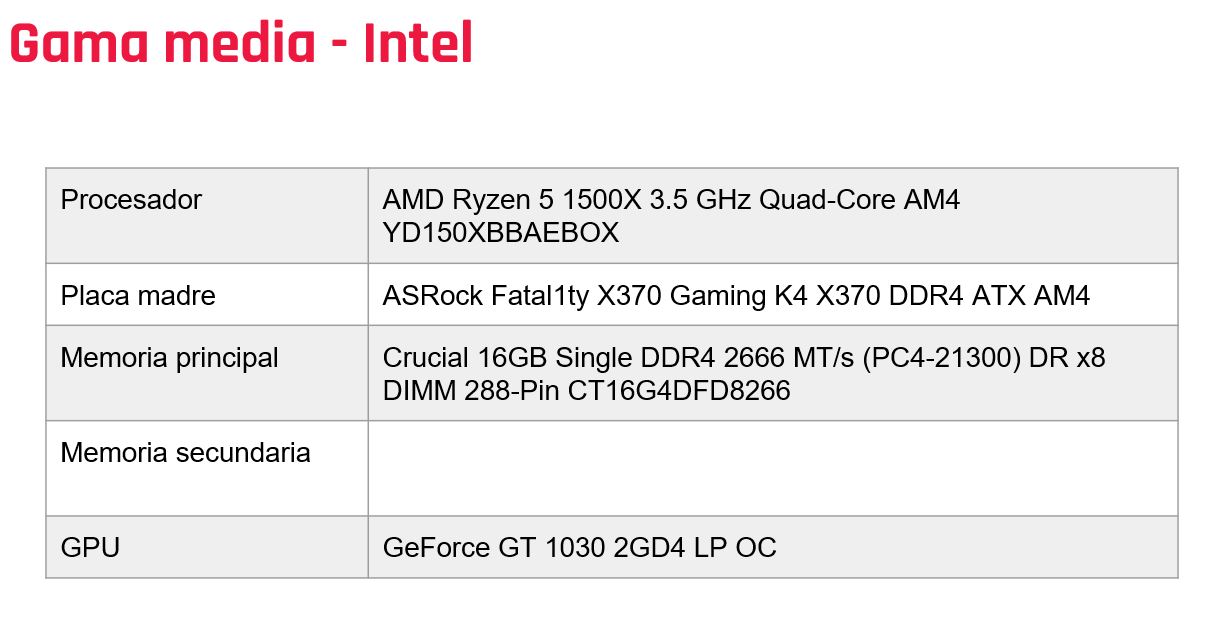 Gama media - Intel
Procesador
AMD Ryzen 5 1500X 3.5 GHz Quad-Core AM4
YD150XBBAEBOX
Placa madre
ASRock Fatal1ty X370 Gaming K4 X370 DDR4 ATX AM4
Memoria principal
Crucial 16GB Single DDR4 2666 MT/s (PC4-21300) DR x8
DIMM 288-Pin CT16G4DFD8266
Memoria secundaria
GPU
GeForce GT 1030 2GD4 LP OC